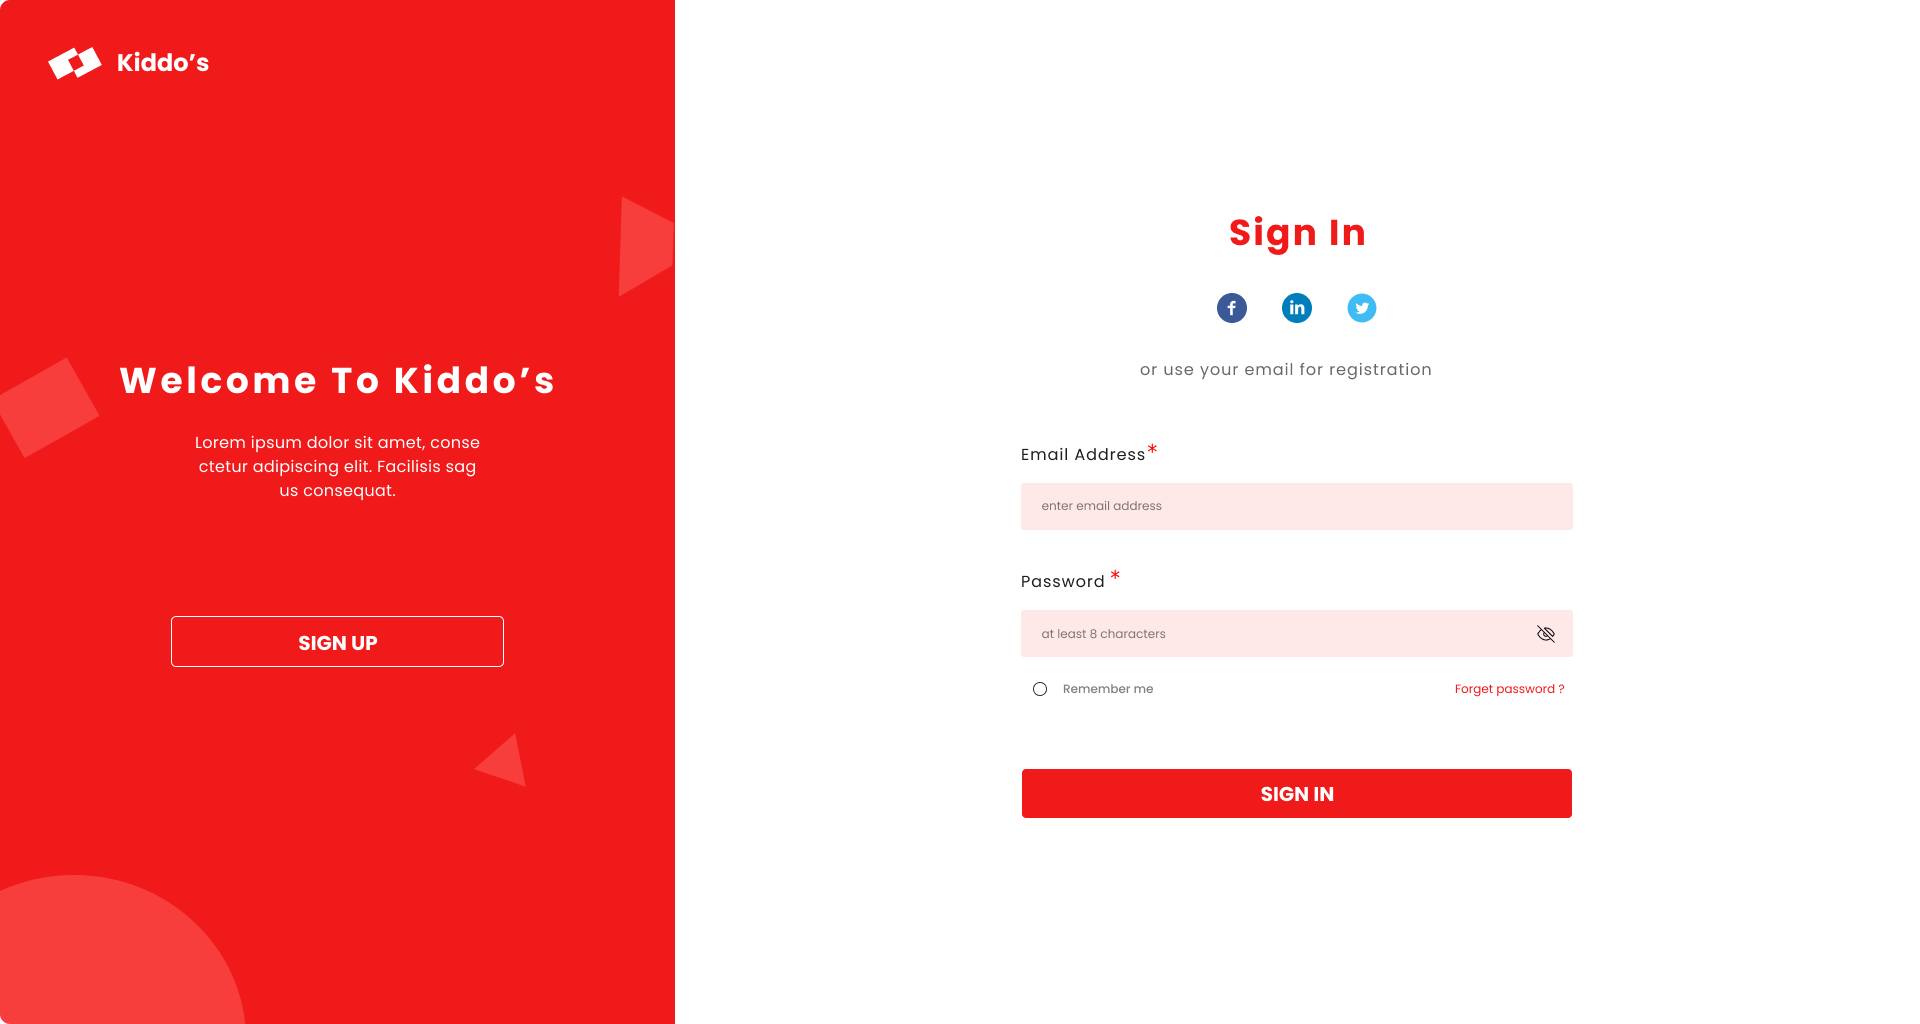 Kiddo’s
Welcome To Kiddo’s
Lorem ipsum dolor sit amet, conse
ctetur adipiscing elit. Facilisis sag
us consequat.
SIGN UP
Sign In
f
in
or use your email for registration
Email Address*
enter email address
Password *
at least 8 characters
Remember me
Forget password ?
SIGN IN